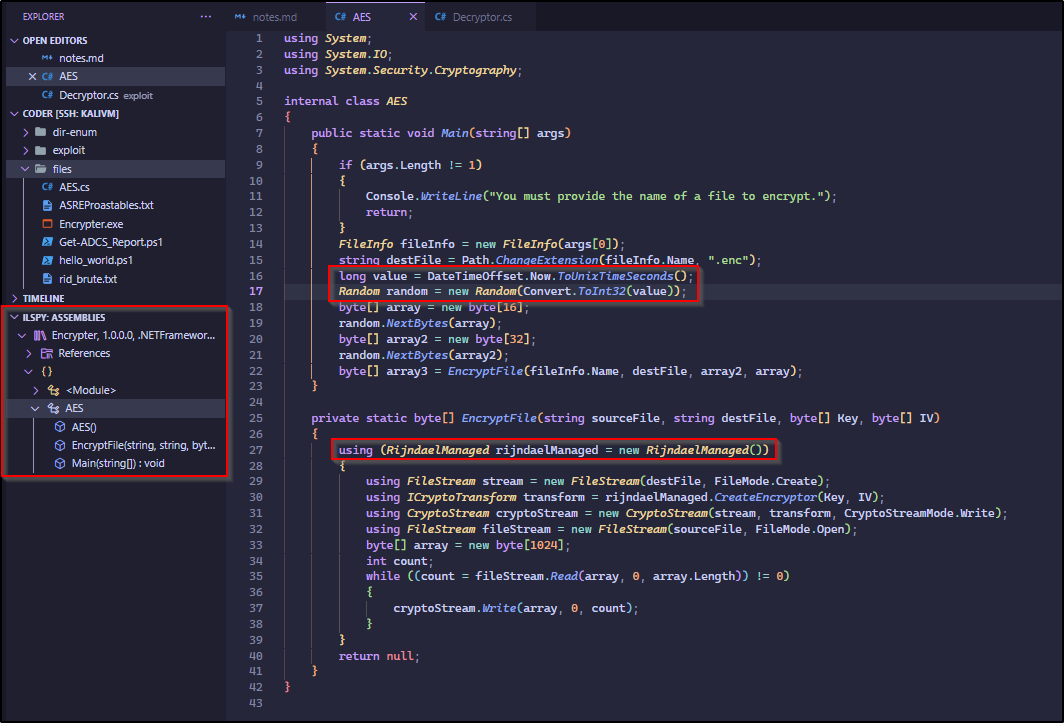 EXPLORER ···
OPEN EDITORS
notes.md
AES
Decryptor.cs exploit
CODER [SSH: KALIVM]
dir-enum
exploit
files
AES.cs
ASREProastables.txt
Encrypter.exe
Get-ADCS_Report.ps1
hello_world.ps1
rid_brute.txt
TIMELINE
ILSPY: ASSEMBLIES
Encrypter, 1.0.0.0, .NETFramewor...
References
{}
<Module>
AES
AES()
EncryptFile(string, string, byt...
Main(string[]) : void
notes.md C# AES C# Decryptor.cs
1 using System;
2 using System.IO;
3 using System.Security.Cryptography;
4
5 internal class AES
6 {
7 public static void Main(string[] args)
8 {
9 if (args.Length != 1)
10 {
11 Console.WriteLine("You must provide the name of a file to encrypt.");
12 return;
13 }
14 FileInfo fileInfo = new FileInfo(args[0]);
15 string destFile = Path.ChangeExtension(fileInfo.Name, ".enc");
16 long value = DateTimeOffset.Now.ToUnixTimeSeconds();
17 Random random = new Random(Convert.ToInt32(value));
18 byte[] array = new byte[16];
19 random.NextBytes(array);
20 byte[] array2 = new byte[32];
21 random.NextBytes(array2);
22 byte[] array3 = EncryptFile(fileInfo.Name, destFile, array2, array);
23 }
24
25 private static byte[] EncryptFile(string sourceFile, string destFile, byte[] Key, byte[] IV)
26 {
27 using (RijndaelManaged rijndaelManaged = new RijndaelManaged())
28 {
29 using FileStream stream = new FileStream(destFile, FileMode.Create);
30 using ICryptoTransform transform = rijndaelManaged.CreateEncryptor(Key, IV);
31 using CryptoStream cryptoStream = new CryptoStream(stream, transform, CryptoStreamMode.Write);
32 using FileStream fileStream = new FileStream(sourceFile, FileMode.Open);
33 byte[] array = new byte[1024];
34 int count;
35 while ((count = fileStream.Read(array, 0, array.Length)) != 0)
36 {
37 cryptoStream.Write(array, 0, count);
38 }
39 }
40 return null;
41 }
42 }
43